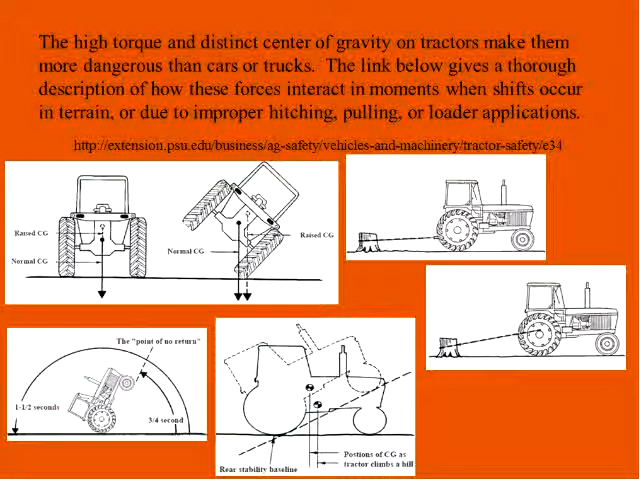 The high torque and distinct center of gravity on tractors make them
more dangerous than cars or trucks.  The link below gives a thorough
description of how these forces interact in moments when shifts occur
in terrain, or due to improper hitching, pulling, or loader applications.
http://extension.psu.edu/business/ag-safety/vehicles-and-machinery/tractor-safety/e34
Raised CG
Normal CG
Raised CG
Normal CG
The "point of no return"
1-1/2 seconds
3/4 second
Postions of CG as
tractor climbs a hill
Rear stability baseline